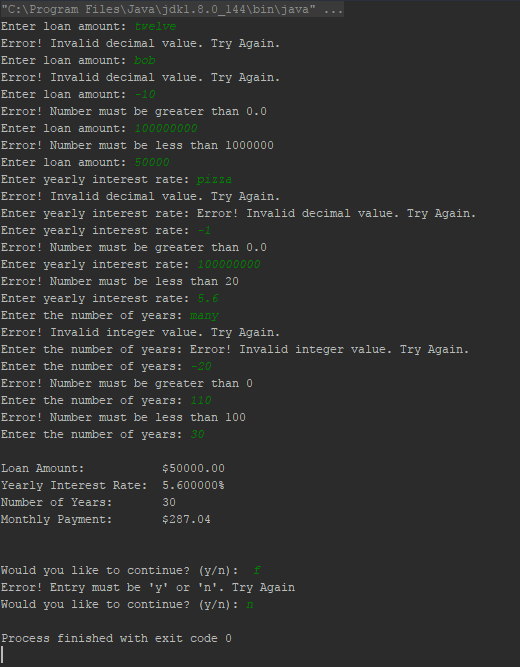 "C:\Program Files\Java\jdk1.8.0_144\bin\java" ...
Enter loan amount: twelve
Error! Invalid decimal value. Try Again.
Enter loan amount: bob
Error! Invalid decimal value. Try Again.
Enter loan amount: -10
Error! Number must be greater than 0.0
Enter loan amount: 100000000
Error! Number must be less than 1000000
Enter loan amount: 50000
Enter yearly interest rate: pizza
Error! Invalid decimal value. Try Again.
Enter yearly interest rate: Error! Invalid decimal value. Try Again.
Enter yearly interest rate: -1
Error! Number must be greater than 0.0
Enter yearly interest rate: 100000000
Error! Number must be less than 20
Enter yearly interest rate: 5.6
Enter the number of years: many
Error! Invalid integer value. Try Again.
Enter the number of years: Error! Invalid integer value. Try Again.
Enter the number of years: -20
Error! Number must be greater than 0
Enter the number of years: 110
Error! Number must be less than 100
Enter the number of years: 30
Loan Amount: $50000.00
Yearly Interest Rate: 5.600000%
Number of Years: 30
Monthly Payment: $287.04
Would you like to continue? (y/n): f
Error! Entry must be 'y' or 'n'. Try Again
Would you like to continue? (y/n): n
Process finished with exit code 0